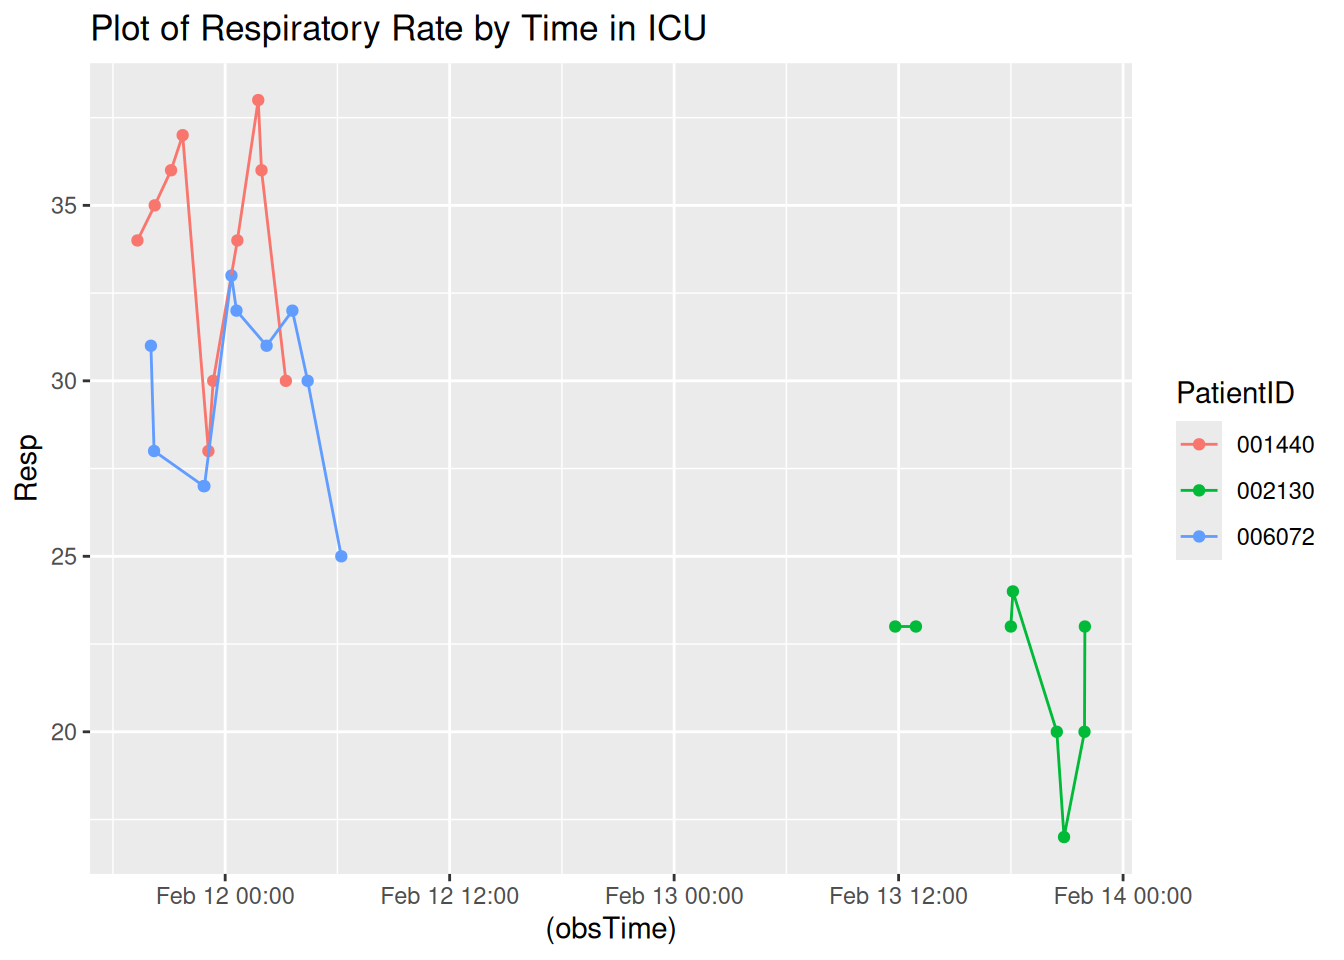 Plot of Respiratory Rate by Time in ICU
Resp
35
30
25
20
Feb 12 00:00
Feb 12 12:00
Feb 13 00:00
Feb 13 12:00
Feb 14 00:00
(obsTime)
PatientID
001440
002130
006072